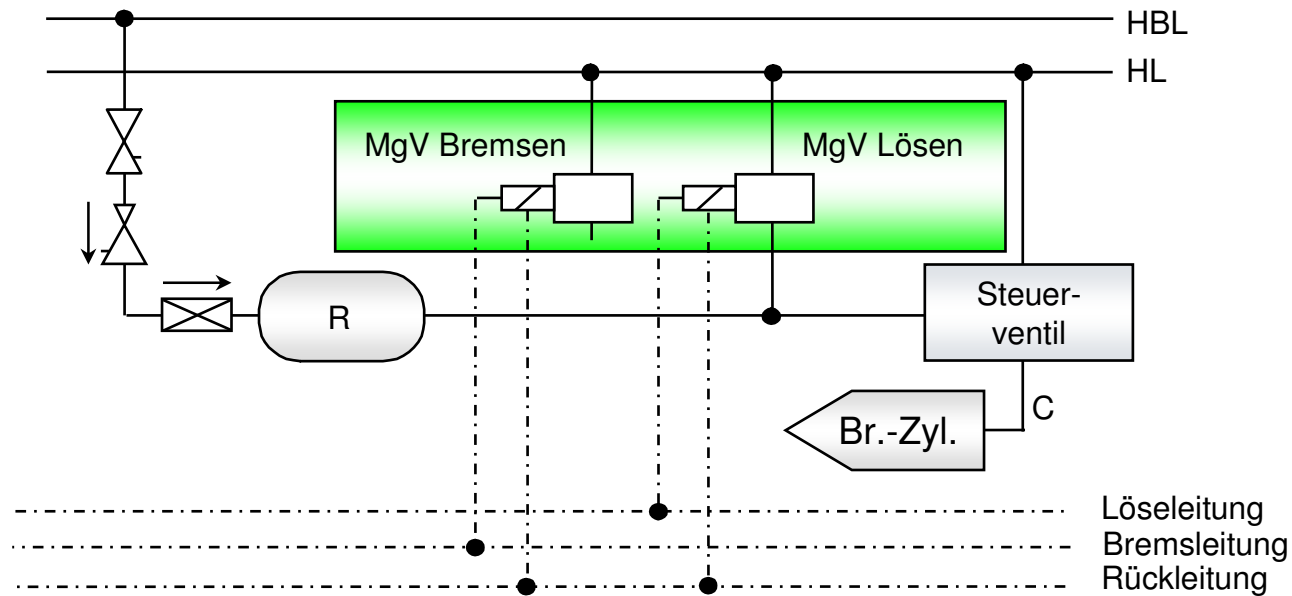 HBL
HL
MgV Bremsen
MgV Lösen
R
Steuer-
ventil
C
Br.-Zyl.
Löseleitung
Bremsleitung
Rückleitung